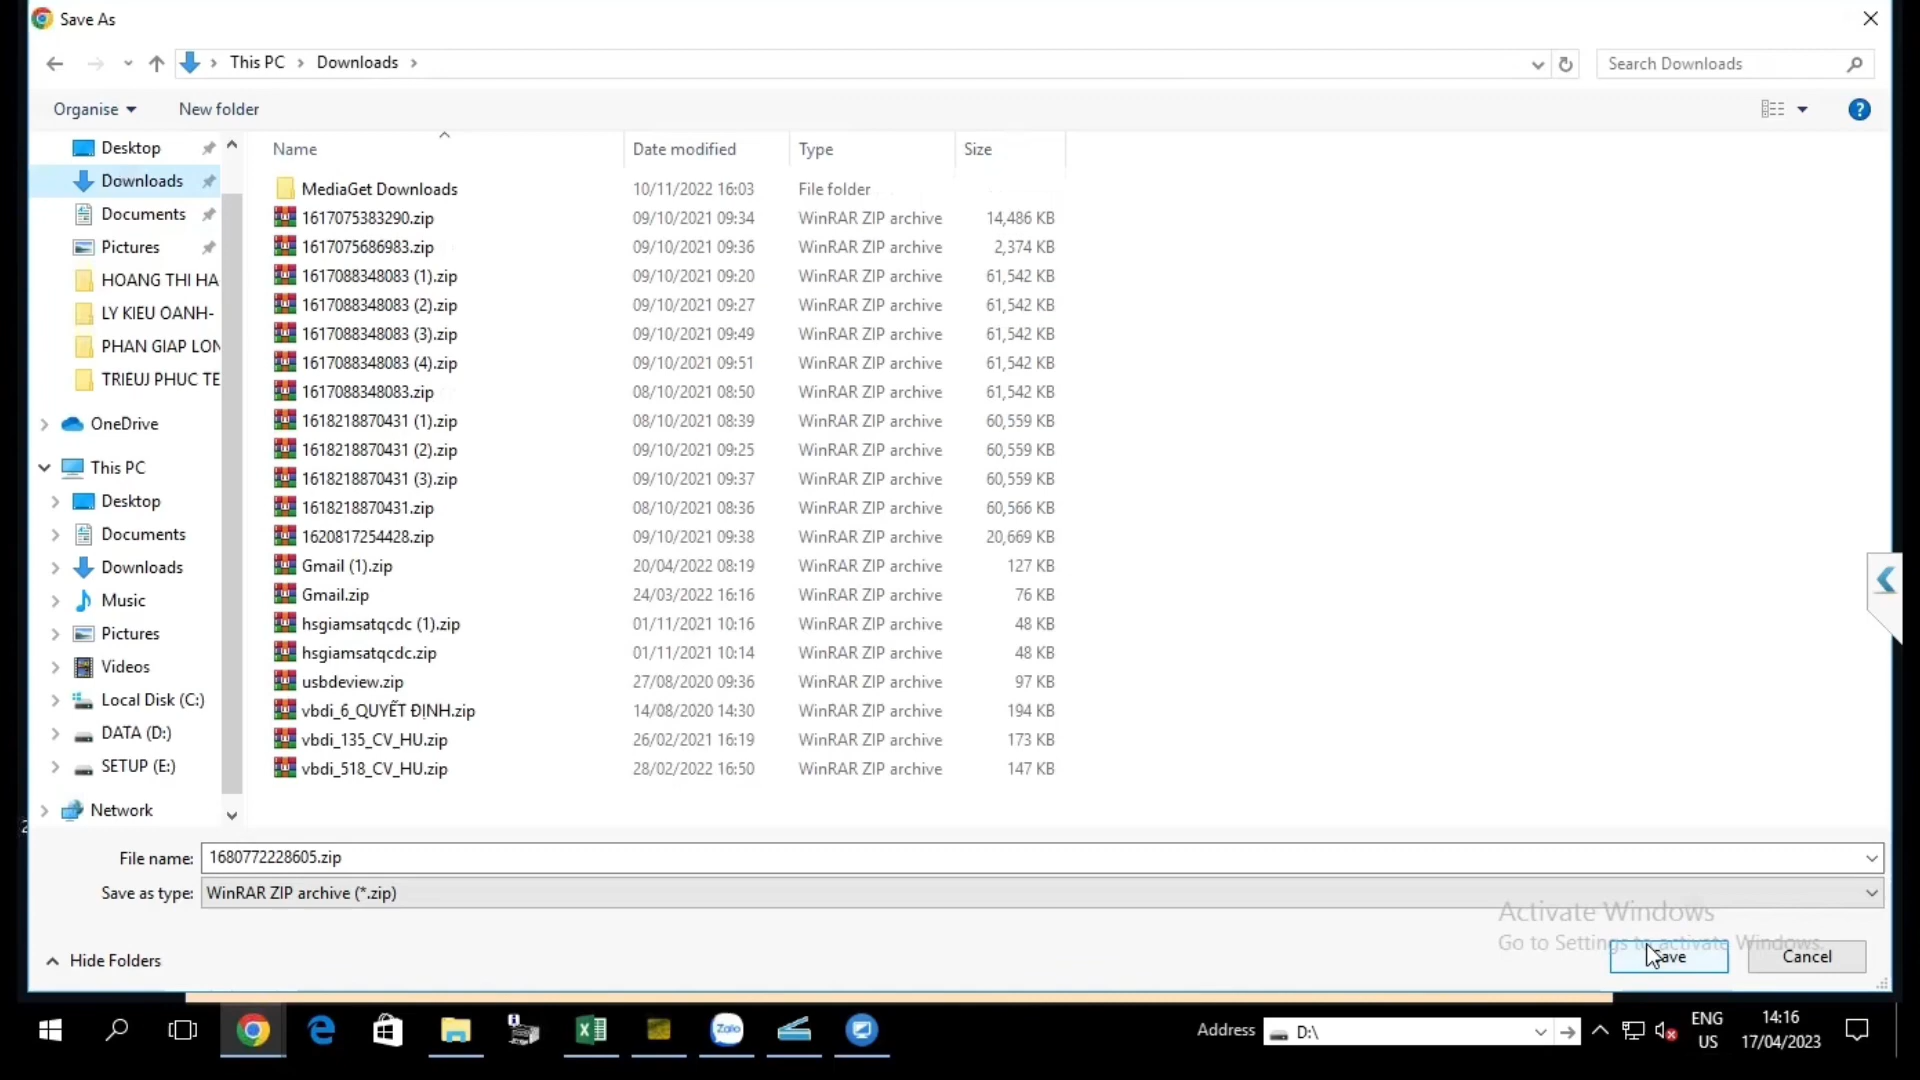 Save As
This PC > Downloads >
Search Downloads
Organise
New folder
?
Name Date modified Type Size
Desktop
Downloads
Documents
Pictures
HOANG THI HA
LY KIEU OANH-
PHAN GIAP LON
TRIEUJ PHUC TE
OneDrive
This PC
Desktop
Documents
Downloads
Music
Pictures
Videos
Local Disk (C:)
DATA (D:)
SETUP (E:)
Network
MediaGet Downloads 10/11/2022 16:03 File folder
1617075383290.zip 09/10/2021 09:34 WinRAR ZIP archive 14,486 KB
1617075686983.zip 09/10/2021 09:36 WinRAR ZIP archive 2,374 KB
1617088348083 (1).zip 09/10/2021 09:20 WinRAR ZIP archive 61,542 KB
1617088348083 (2).zip 09/10/2021 09:27 WinRAR ZIP archive 61,542 KB
1617088348083 (3).zip 09/10/2021 09:49 WinRAR ZIP archive 61,542 KB
1617088348083 (4).zip 09/10/2021 09:51 WinRAR ZIP archive 61,542 KB
1617088348083.zip 08/10/2021 08:50 WinRAR ZIP archive 61,542 KB
1618218870431 (1).zip 08/10/2021 08:39 WinRAR ZIP archive 60,559 KB
1618218870431 (2).zip 09/10/2021 09:25 WinRAR ZIP archive 60,559 KB
1618218870431 (3).zip 09/10/2021 09:37 WinRAR ZIP archive 60,559 KB
1618218870431.zip 08/10/2021 08:36 WinRAR ZIP archive 60,566 KB
1620817254428.zip 09/10/2021 09:38 WinRAR ZIP archive 20,669 KB
Gmail (1).zip 20/04/2022 08:19 WinRAR ZIP archive 127 KB
Gmail.zip 24/03/2022 16:16 WinRAR ZIP archive 76 KB
hsgiamsatqcdc (1).zip 01/11/2021 10:16 WinRAR ZIP archive 48 KB
hsgiamsatqcdc.zip 01/11/2021 10:14 WinRAR ZIP archive 48 KB
usbdeview.zip 27/08/2020 09:36 WinRAR ZIP archive 97 KB
vbdi_6_QUYẾT ĐỊNH.zip 14/08/2020 14:30 WinRAR ZIP archive 194 KB
vbdi_135_CV_HU.zip 26/02/2021 16:19 WinRAR ZIP archive 173 KB
vbdi_518_CV_HU.zip 28/02/2022 16:50 WinRAR ZIP archive 147 KB
File name: 1680772228605.zip
Save as type: WinRAR ZIP archive (*.zip)
Activate Windows
Go to Settings to activate Windows.
Hide Folders
Save
Cancel
Zalo
Address D:\
ENG
US
14:16
17/04/2023